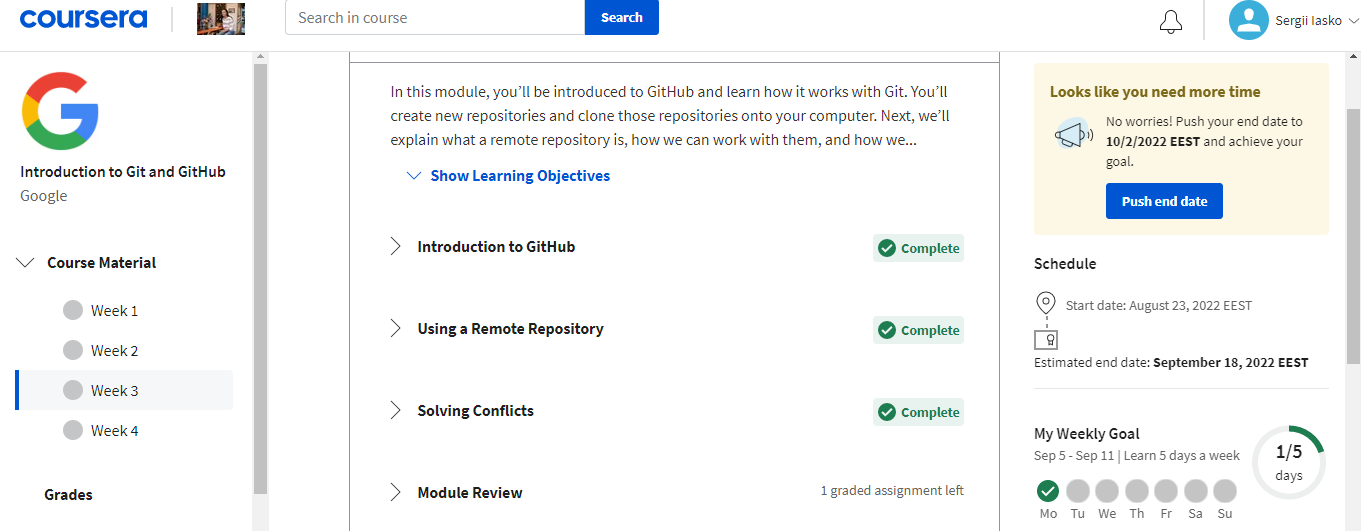 coursera
Search in course
Search
Sergii Iasko
Introduction to Git and GitHub
Google
Course Material
Week 1
Week 2
Week 3
Week 4
Grades
In this module, you’ll be introduced to GitHub and learn how it works with Git. You’ll
create new repositories and clone those repositories onto your computer. Next, we’ll
explain what a remote repository is, how we can work with them, and how we...
Show Learning Objectives
Introduction to GitHub
Complete
Using a Remote Repository
Complete
Solving Conflicts
Complete
Module Review
1 graded assignment left
Looks like you need more time
No worries! Push your end date to
10/2/2022 EEST and achieve your
goal.
Push end date
Schedule
Start date: August 23, 2022 EEST
Estimated end date: September 18, 2022 EEST
My Weekly Goal
Sep 5 - Sep 11 | Learn 5 days a week
1/5
days
Mo Tu We Th Fr Sa Su